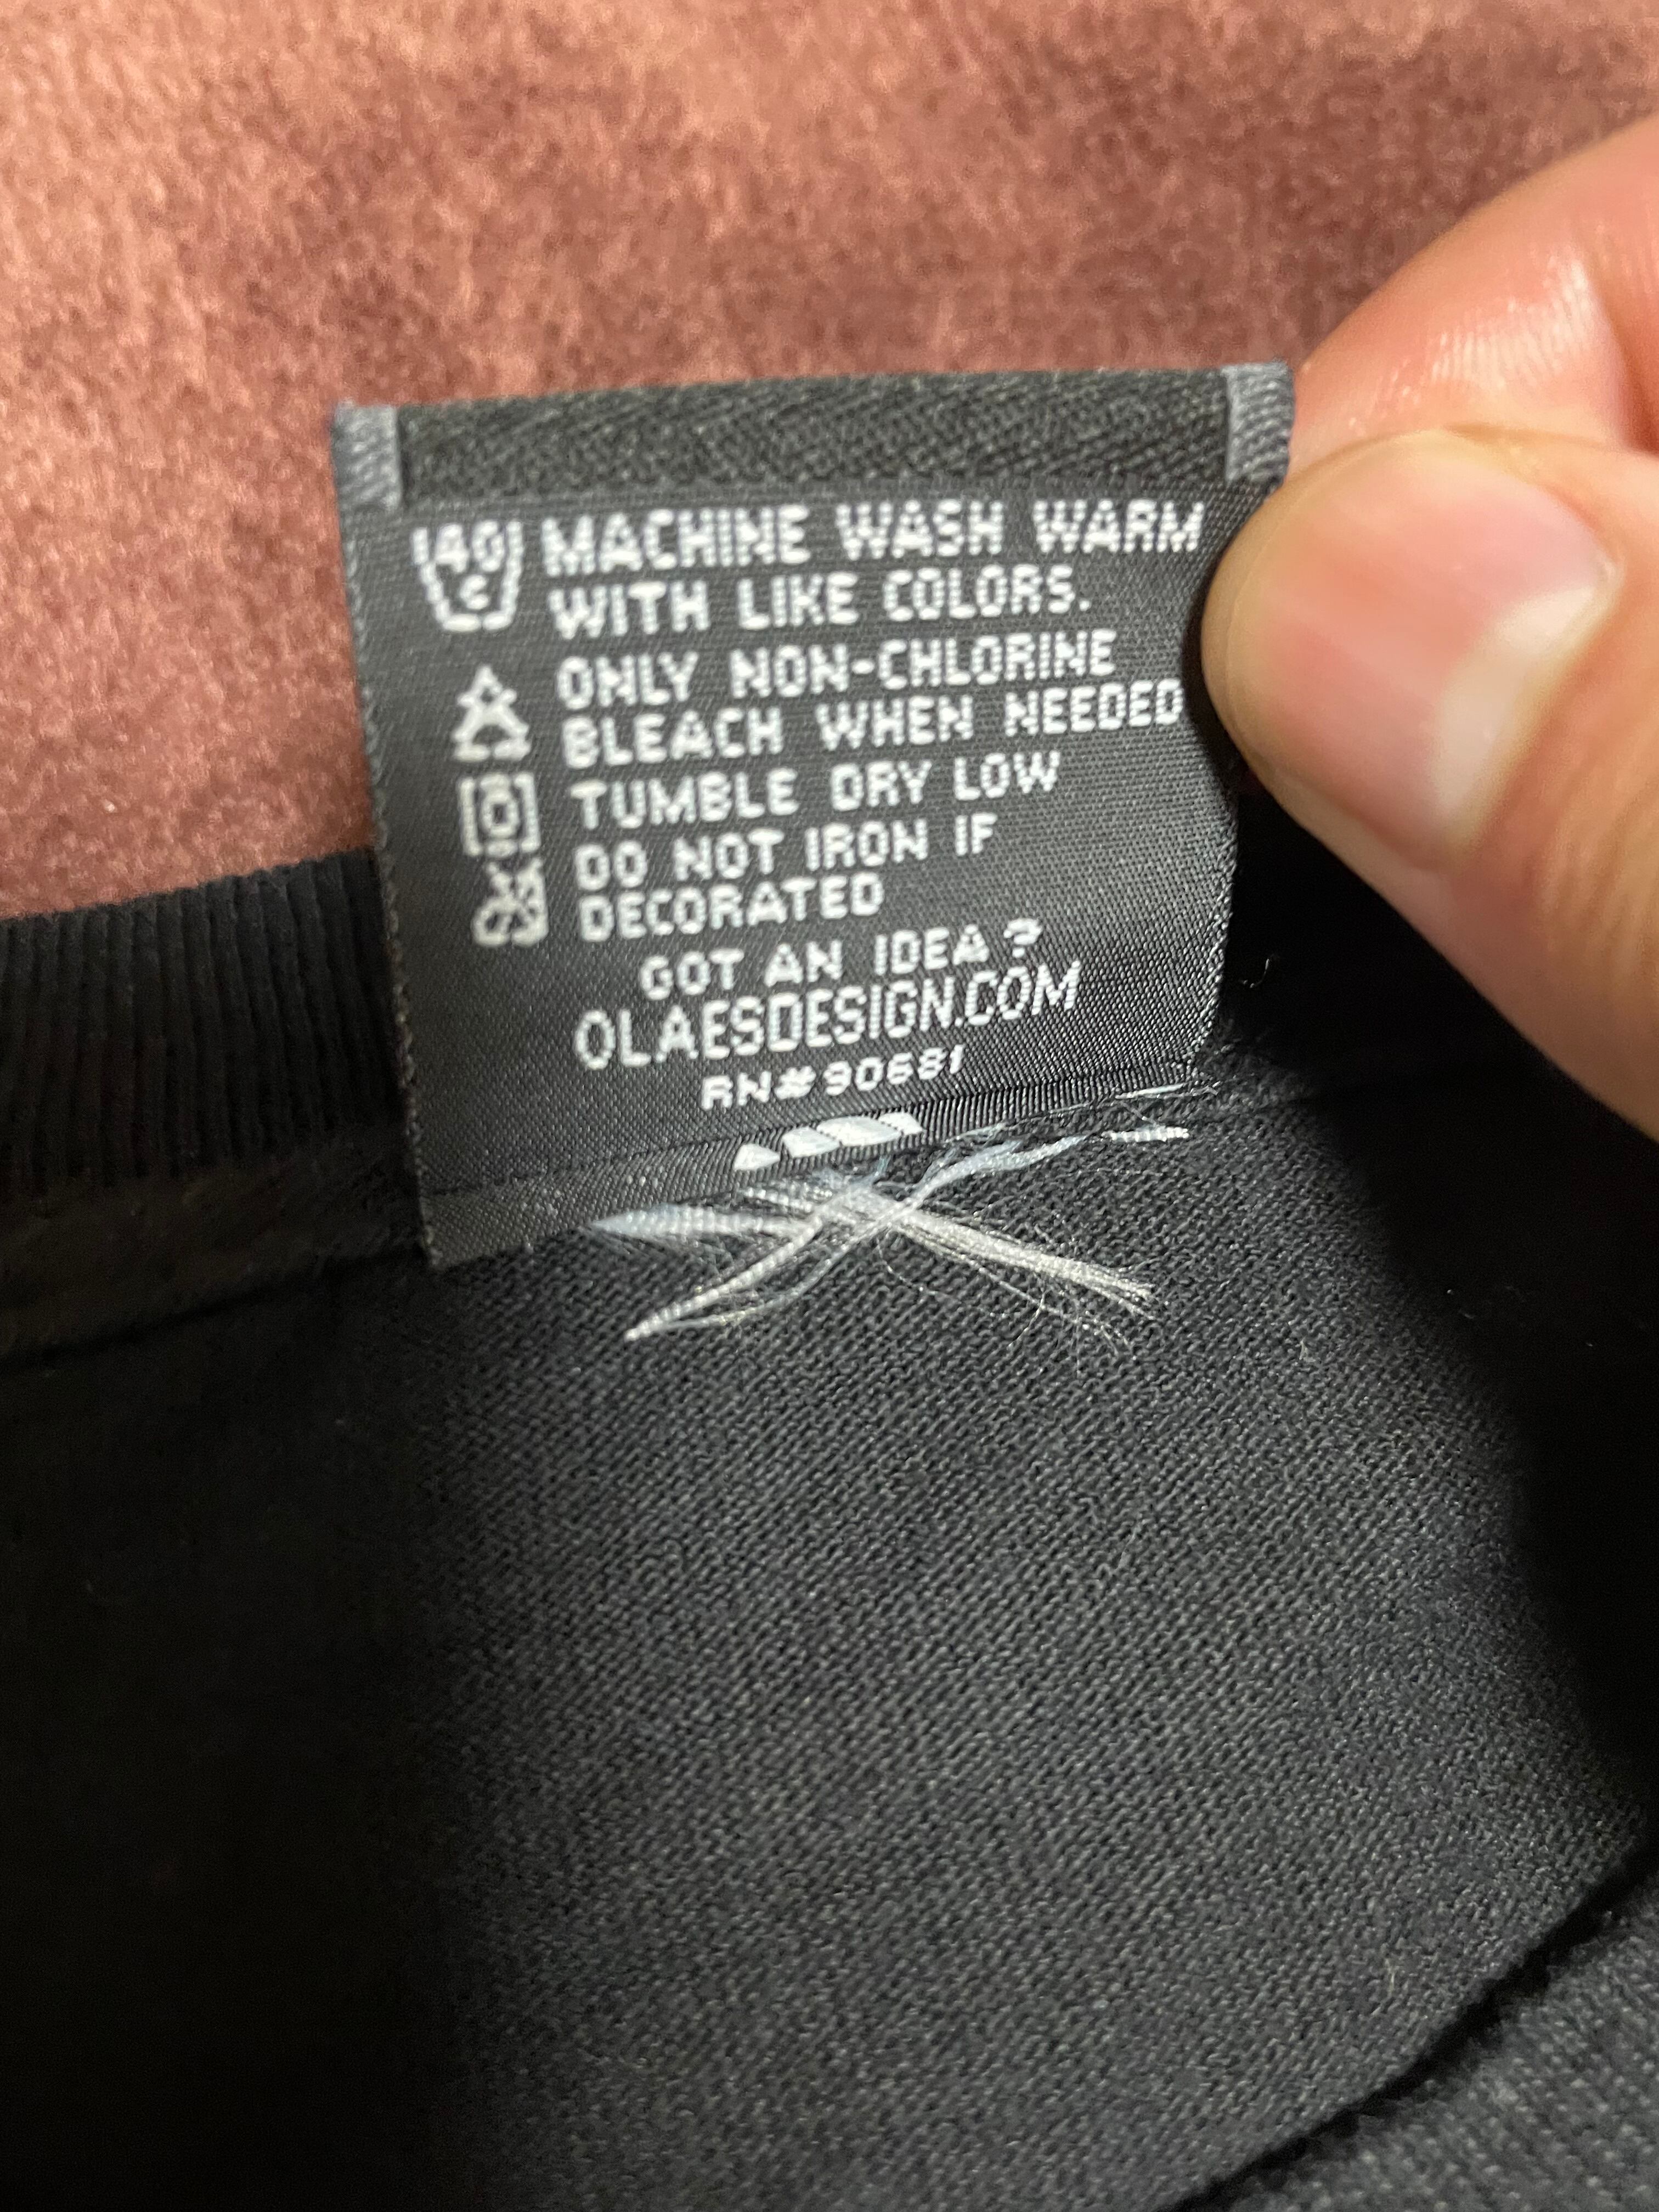 40
c
MACHINE WASH WARM
WITH LIKE COLORS.
ONLY NON-CHLORINE
BLEACH WHEN NEEDED
TUMBLE DRY LOW
DO NOT IRON IF
DECORATED
GOT AN IDEA?
OLAESDESIGN.COM
RN#90681